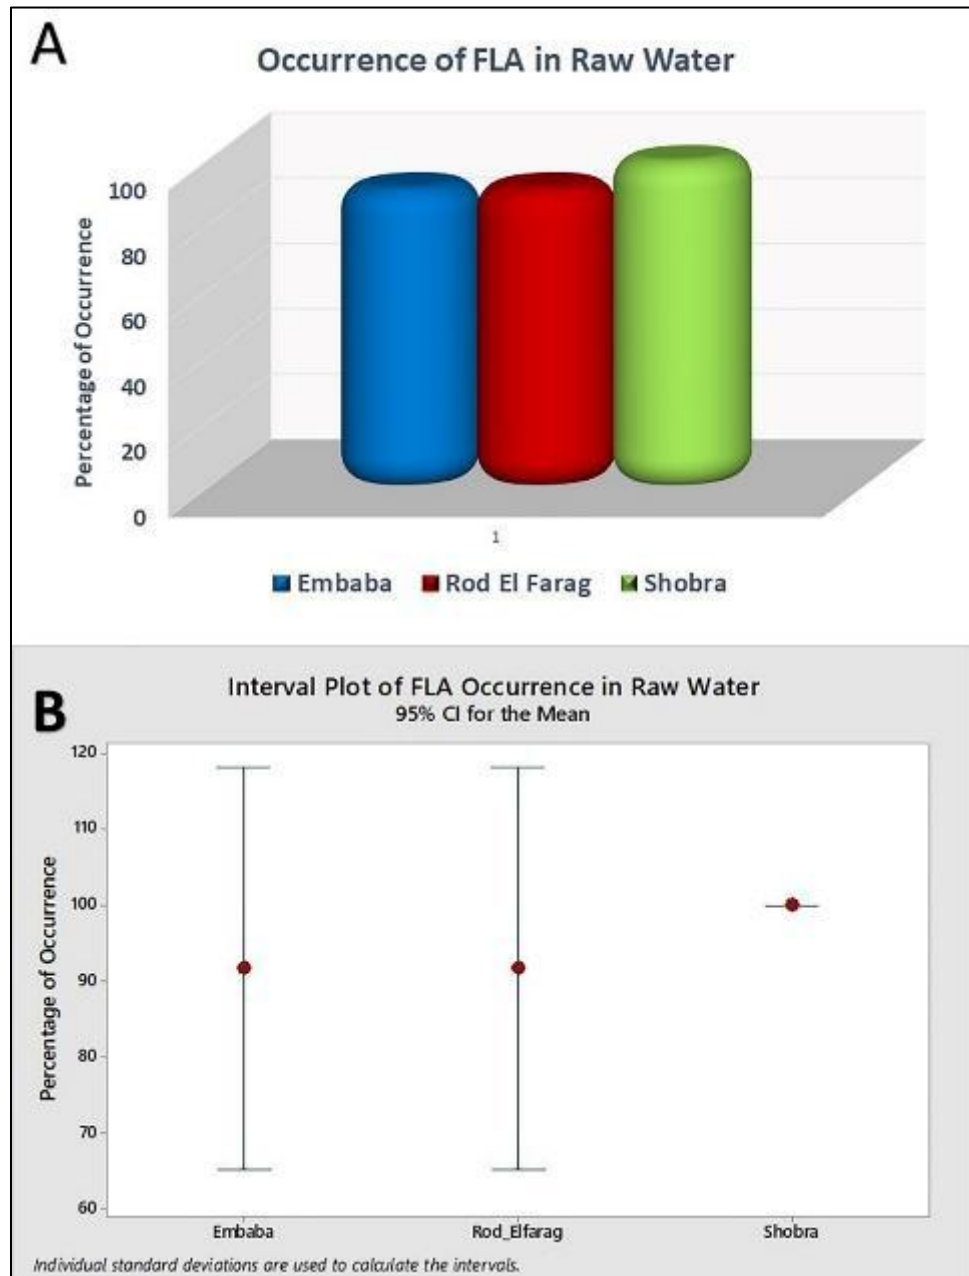 A
Occurrence of FLA in Raw Water
Percentage of Occurrence
100
80
60
40
20
0
1
Embaba Rod El Farag Shobra
B
Interval Plot of FLA Occurrence in Raw Water
95% CI for the Mean
Percentage of Occurrence
120
110
100
90
80
70
60
Embaba Rod_Elfarag Shobra
Individual standard deviations are used to calculate the intervals.